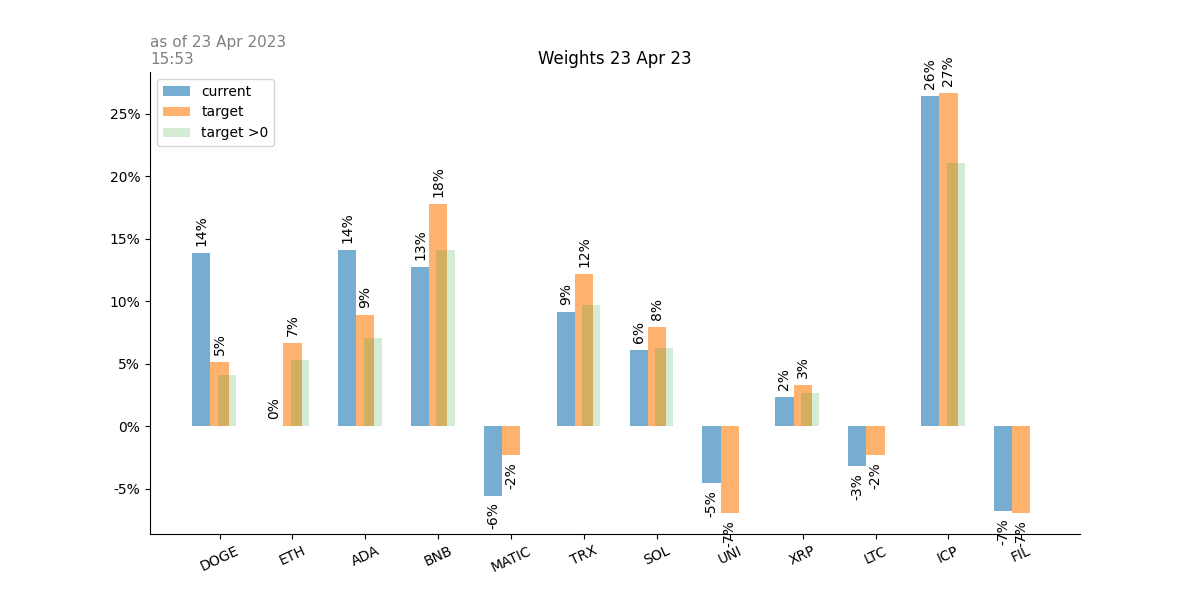 as of 23 Apr 2023
15:53
Weights 23 Apr 23
current
target
target >0
25%
20%
15%
10%
5%
0%
-5%
14%
5%
0%
7%
14%
9%
13%
18%
-6%
-2%
9%
12%
6%
8%
-5%
-7%
2%
3%
-3%
-2%
26%
27%
-7%
-7%
DOGE
ETH
ADA
BNB
MATIC
TRX
SOL
UNI
XRP
LTC
ICP
FIL